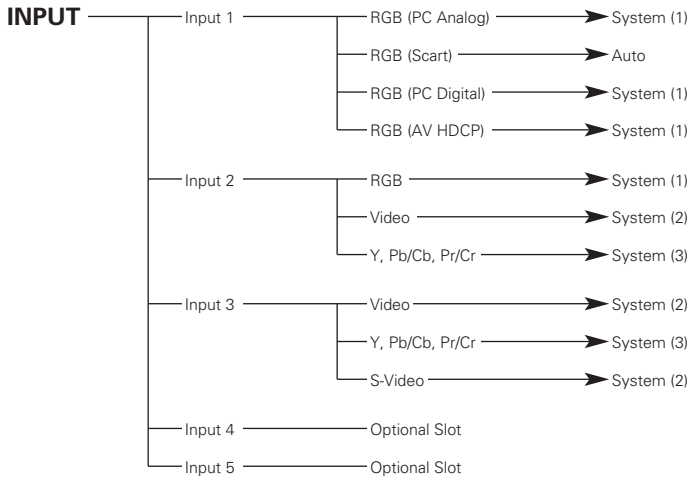 INPUT Input 1 RGB (PC Analog) System (1)
RGB (Scart) Auto
RGB (PC Digital) System (1)
RGB (AV HDCP) System (1)
Input 2 RGB System (1)
Video System (2)
Y, Pb/Cb, Pr/Cr System (3)
Input 3 Video System (2)
Y, Pb/Cb, Pr/Cr System (3)
S-Video System (2)
Input 4 Optional Slot
Input 5 Optional Slot